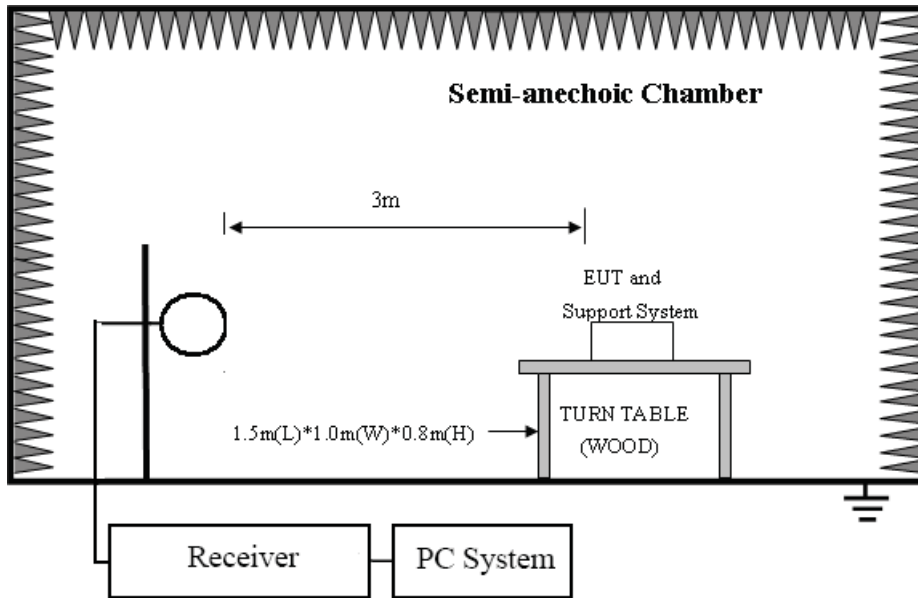 Semi-anechoic Chamber
3m
EUT and
Support System
1.5m(L)*1.0m(W)*0.8m(H)
TURN TABLE
(WOOD)
Receiver
PC System